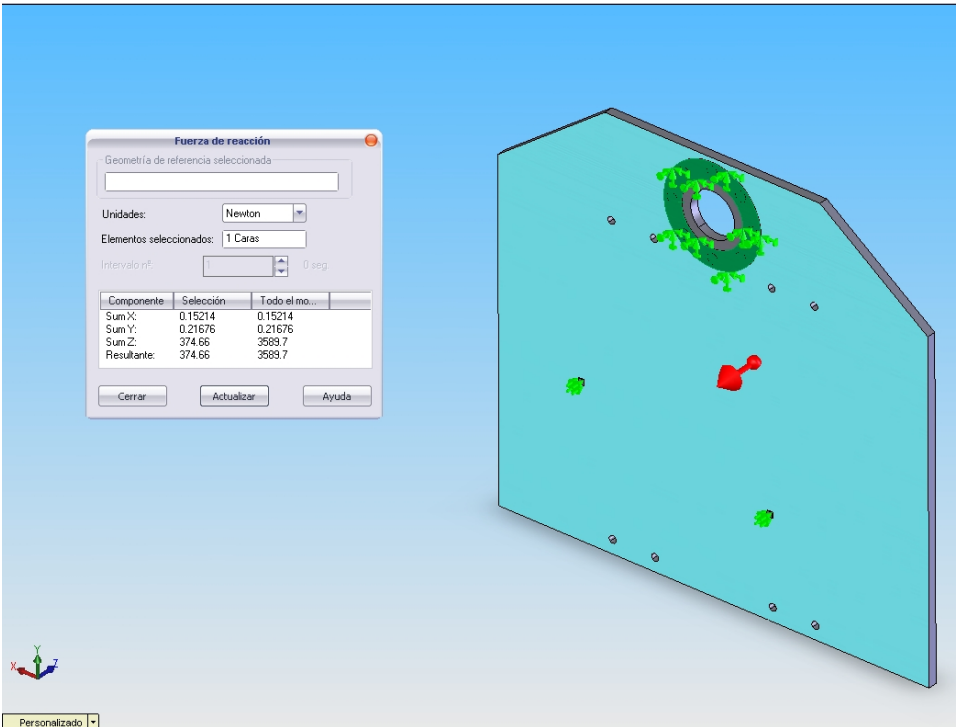 Fuerza de reacción
Geometría de referencia seleccionada
Unidades: Newton
Elementos seleccionados: 1 Caras
Intervalo nº: 1 0 seg
Componente Selección Todo el mo...
Sum X: 0.15214 0.15214
Sum Y: 0.21676 0.21676
Sum Z: 374.66 3589.7
Resultante: 374.66 3589.7
Cerrar Actualizar Ayuda
Y
X Z
Personalizado